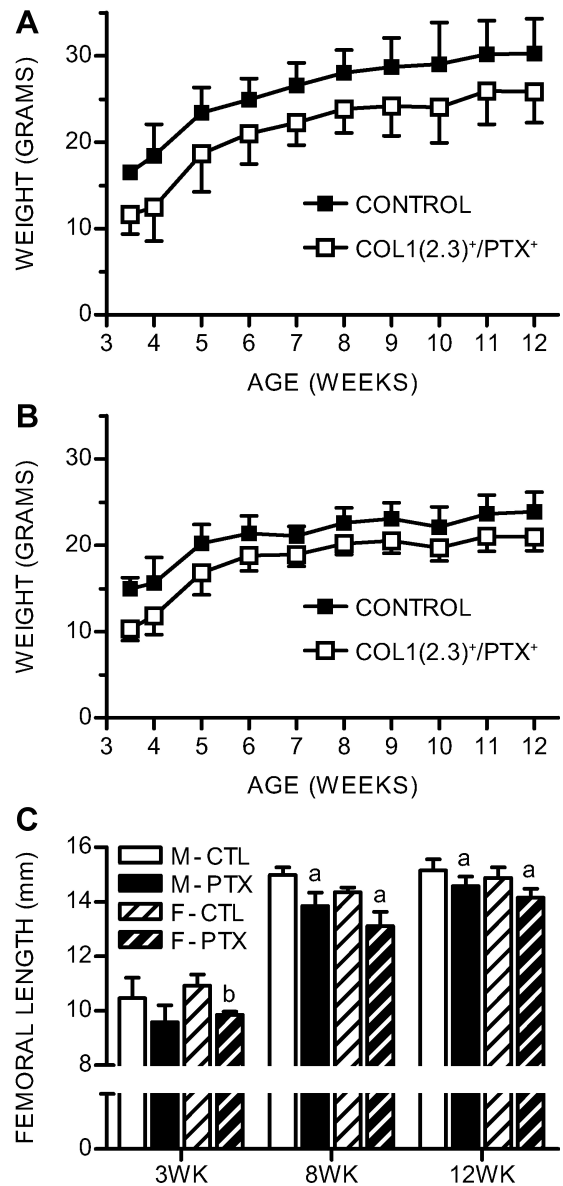 A
WEIGHT (GRAMS)
30
20
10
0
CONTROL
COL1(2.3)⁺/PTX⁺
3 4 5 6 7 8 9 10 11 12
AGE (WEEKS)
B
WEIGHT (GRAMS)
30
20
10
0
CONTROL
COL1(2.3)⁺/PTX⁺
3 4 5 6 7 8 9 10 11 12
AGE (WEEKS)
C
FEMORAL LENGTH (mm)
16
14
12
10
8
0
M-CTL
M-PTX
F-CTL
F-PTX
b
a
a
a
a
3WK 8WK 12WK